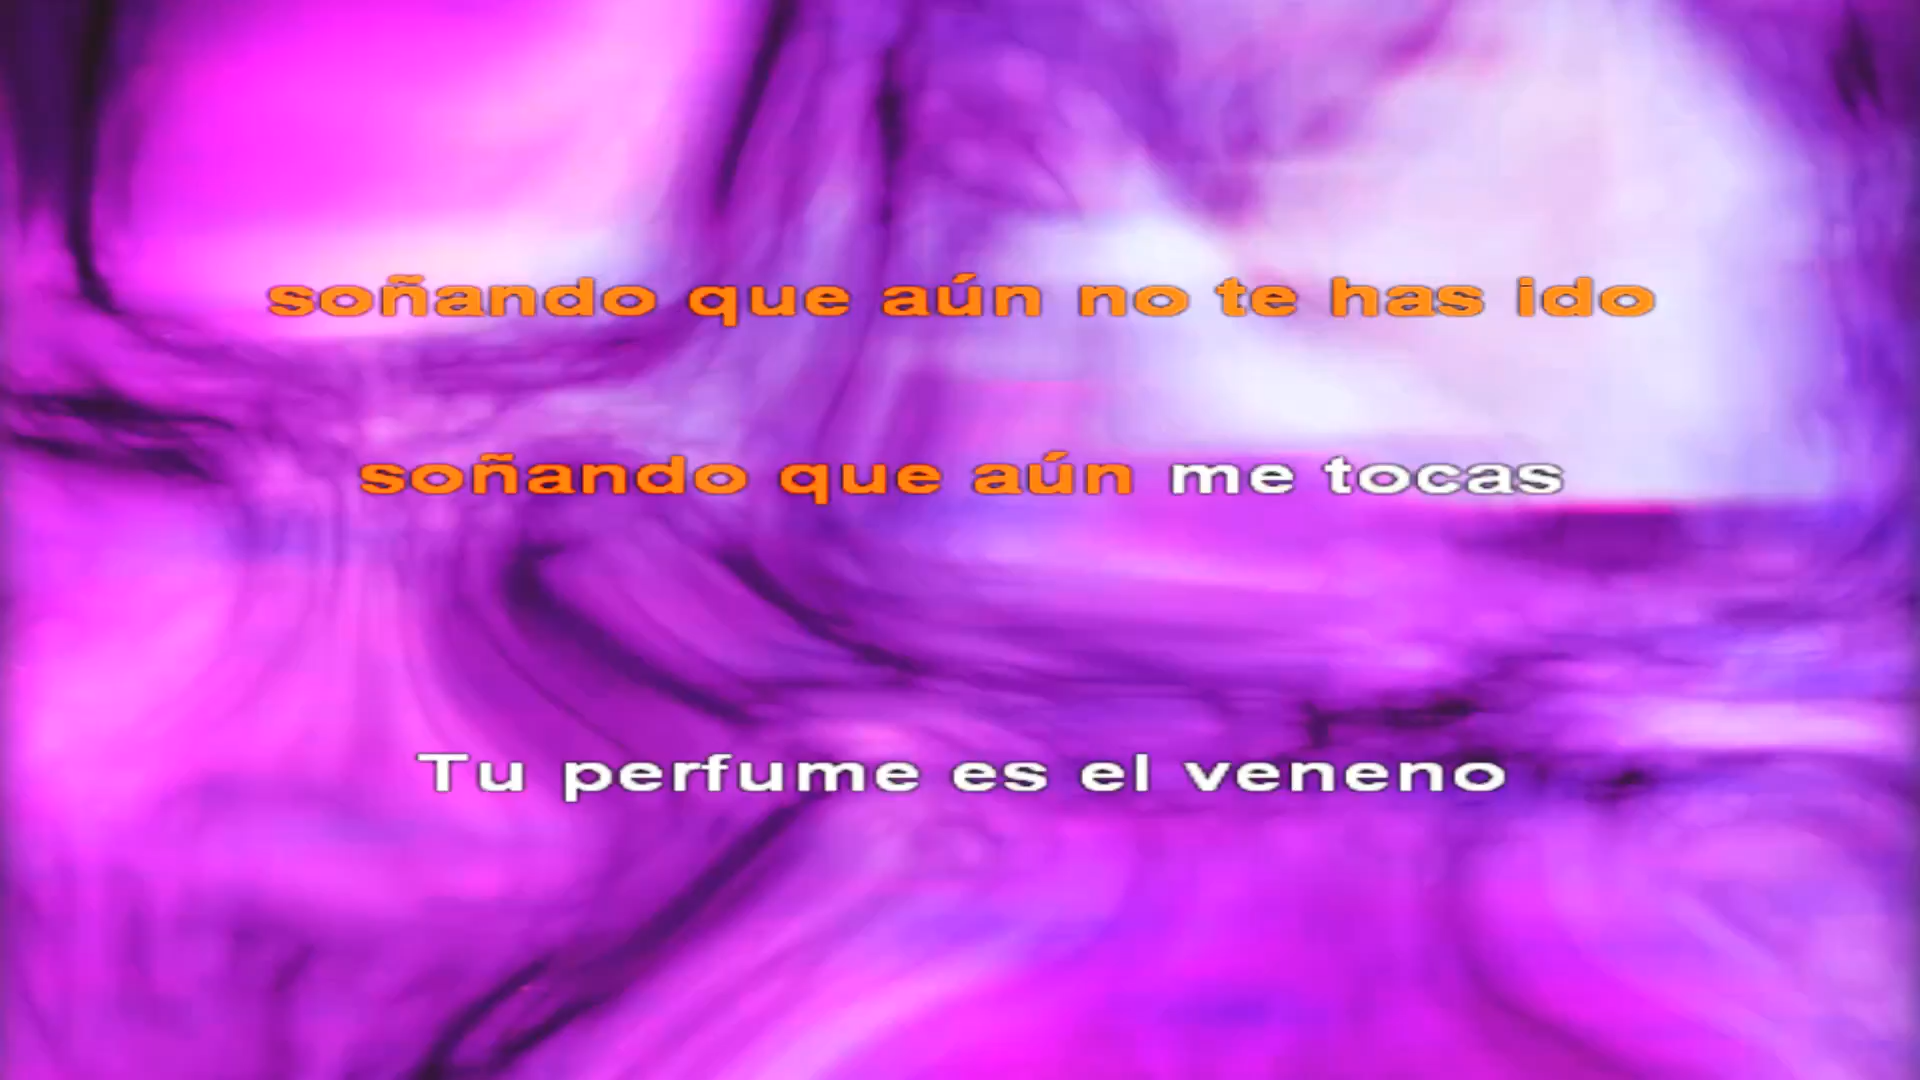 soñando que aún no te has ido
soñando que aún me tocas
Tu perfume es el veneno